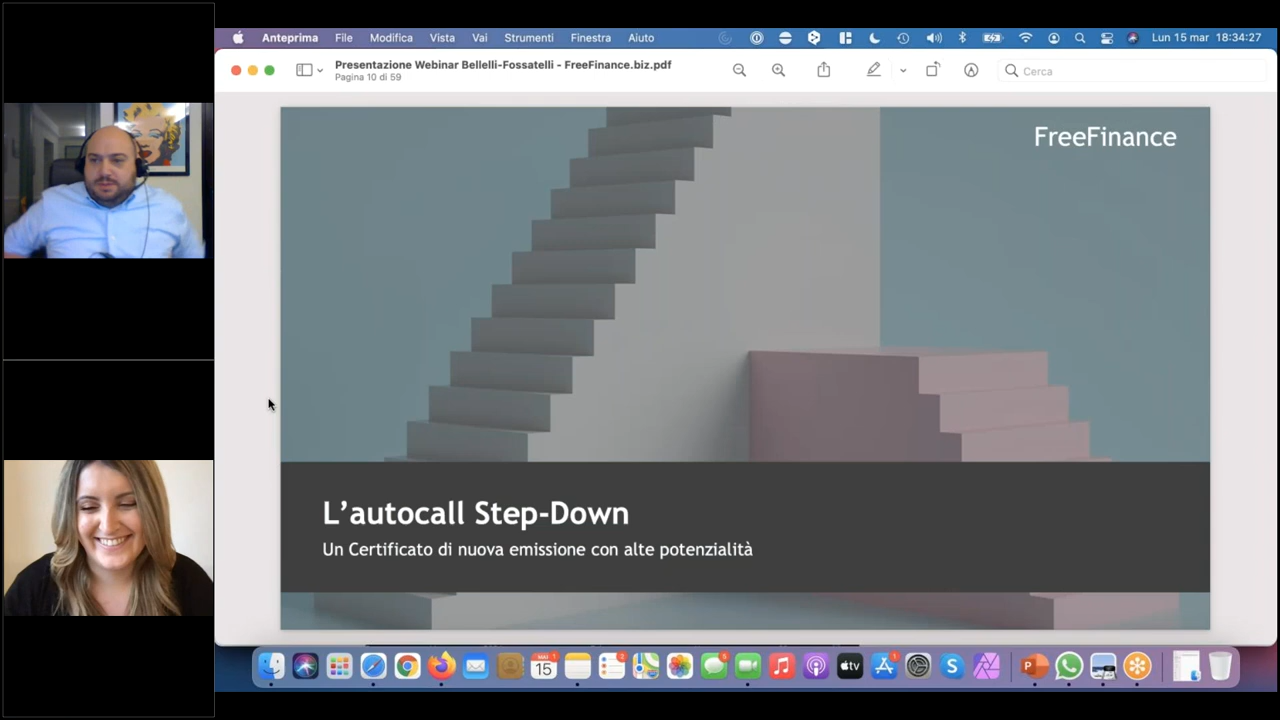 Anteprima File Modifica Vista Vai Strumenti Finestra Aiuto Lun 15 mar 18:34:27
Presentazione Webinar Bellelli-Fossatelli - FreeFinance.biz.pdf
Pagina 10 di 59
Cerca
FreeFinance
L’autocall Step-Down
Un Certificato di nuova emissione con alte potenzialità
15
tv